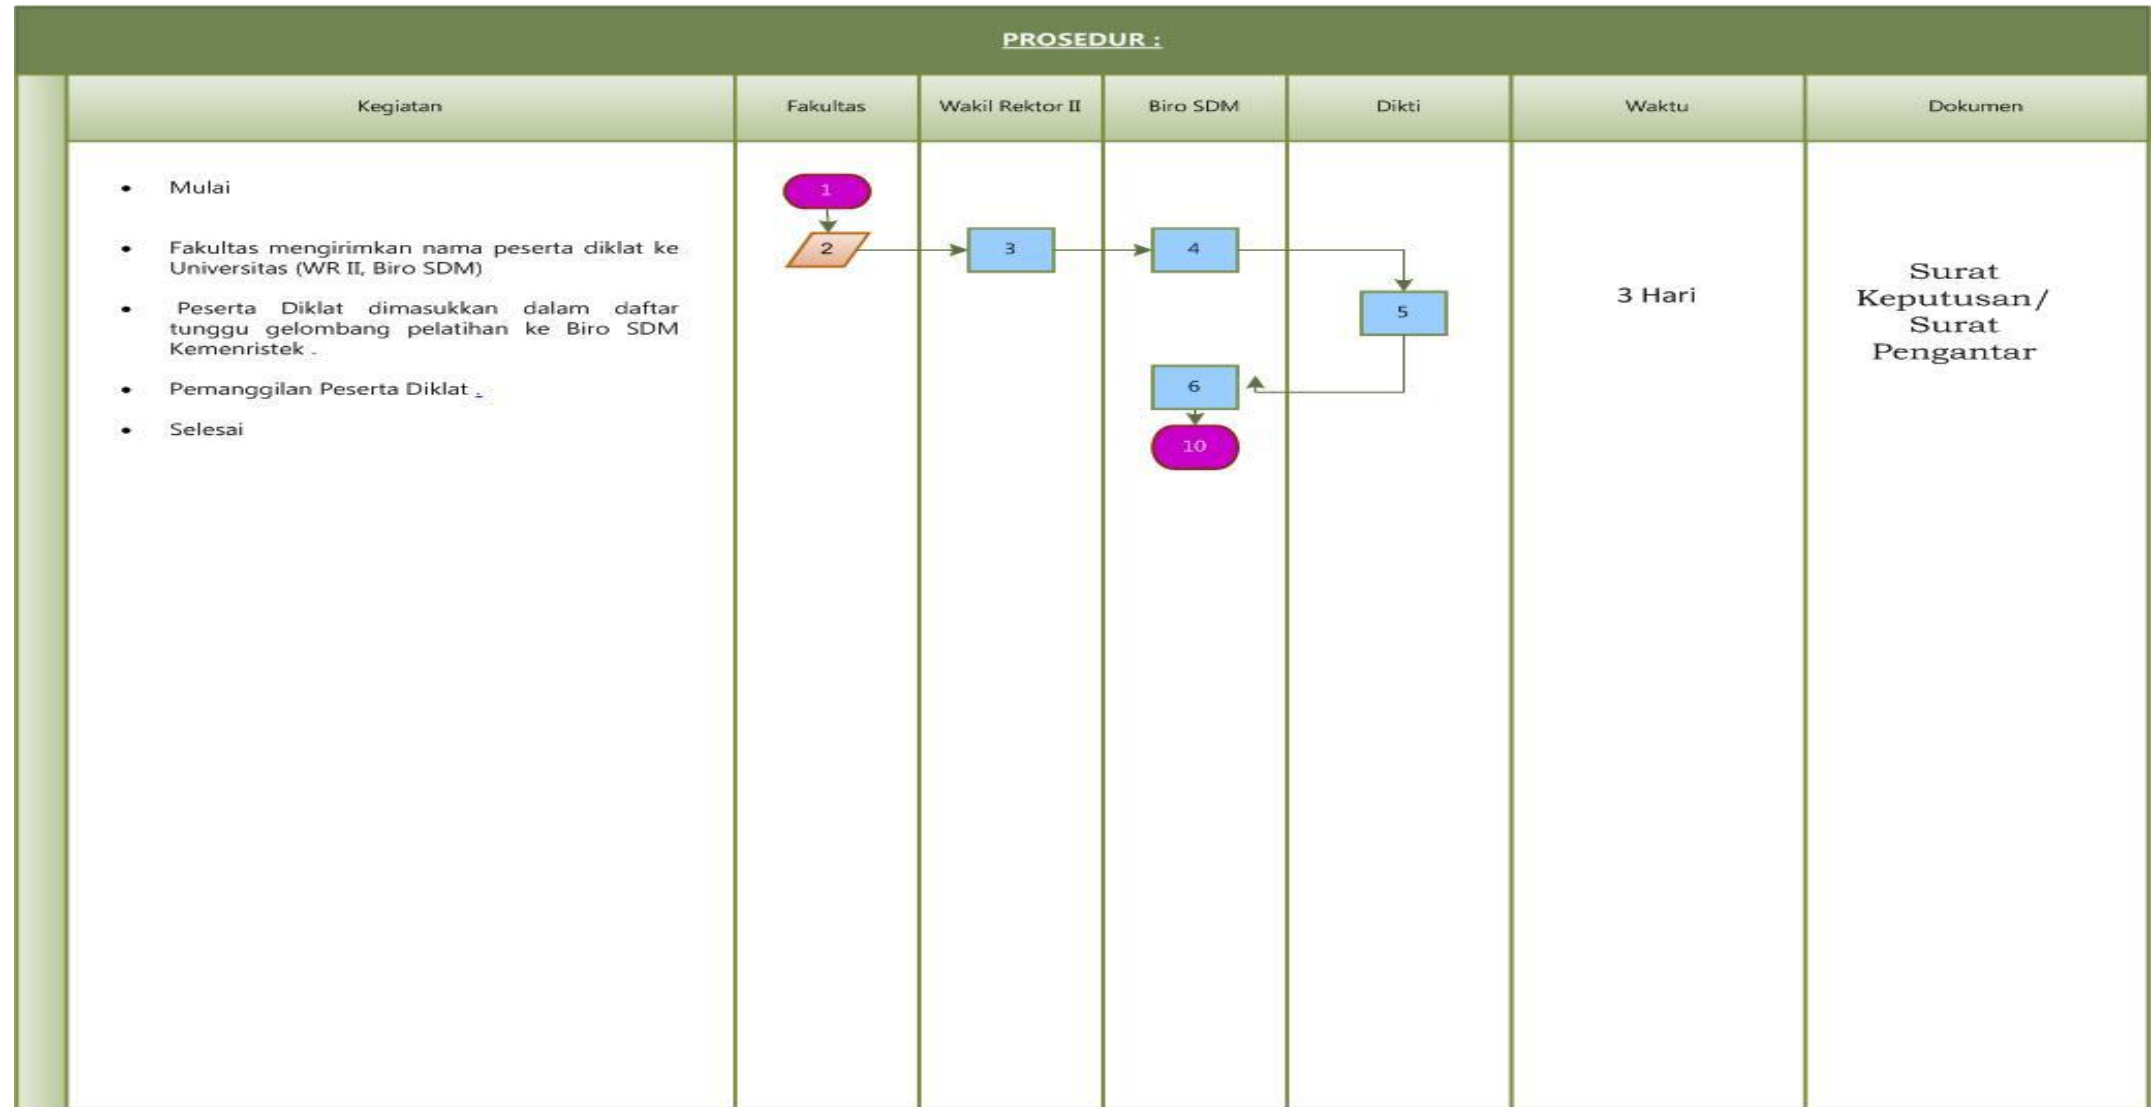 PROSEDUR :
Kegiatan
Fakultas
Wakil Rektor II
Biro SDM
Dikti
Waktu
Dokumen
• Mulai
• Fakultas mengirimkan nama peserta diklat ke
Universitas (WR II, Biro SDM)
• Peserta Diklat dimasukkan dalam daftar
tunggu gelombang pelatihan ke Biro SDM
Kemenristek .
• Pemanggilan Peserta Diklat .
• Selesai
1
2
3
4
5
6
10
3 Hari
Surat
Keputusan/
Surat
Pengantar